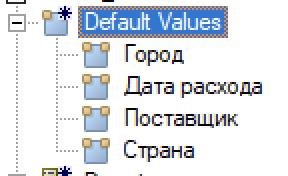 Default Values
Город
Дата расхода
Поставщик
Страна